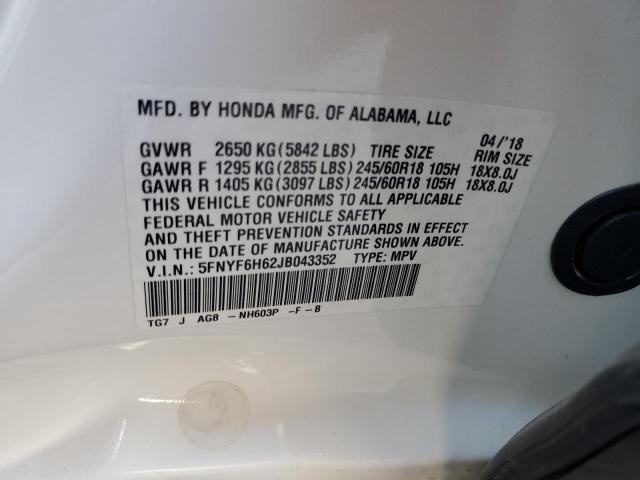 MFD. BY HONDA MFG. OF ALABAMA, LLC
04/'18
GVWR 2650 KG (5842 LBS) TIRE SIZE RIM SIZE
GAWR F 1295 KG (2855 LBS) 245/60R18 105H 18X8.0J
GAWR R 1405 KG (3097 LBS) 245/60R18 105H 18X8.0J
THIS VEHICLE CONFORMS TO ALL APPLICABLE
FEDERAL MOTOR VEHICLE SAFETY
AND THEFT PREVENTION STANDARDS IN EFFECT
ON THE DATE OF MANUFACTURE SHOWN ABOVE.
V.I.N.: 5FNYF6H62JB043352 TYPE: MPV
TG7 J AG8 -NH603P -F-B